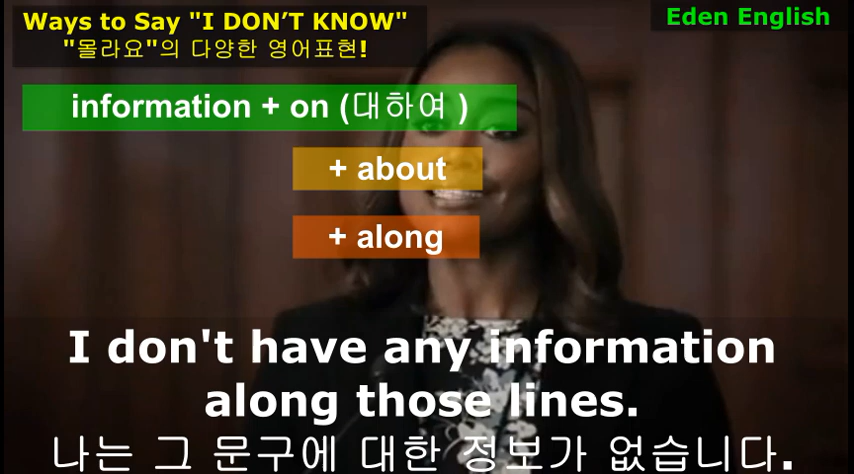 Ways to Say "I DON’T KNOW"
"몰라요"의 다양한 영어표현!
Eden English
information + on (대하여 )
+ about
+ along
I don't have any information
along those lines.
나는 그 문구에 대한 정보가 없습니다.